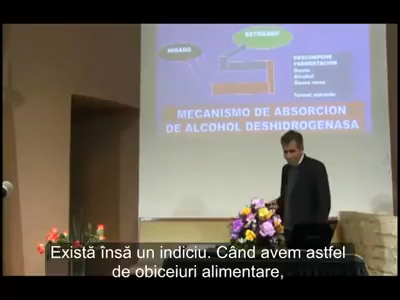 ESTOMAGO
HIGADO
DESCOMPONE
FERMENTACION
Alcohol
MECANISMO DE ABSORCION
DE ALCOHOL DESHIDROGENASA
Există însă un indiciu. Când avem astfel
de obiceiuri alimentare,